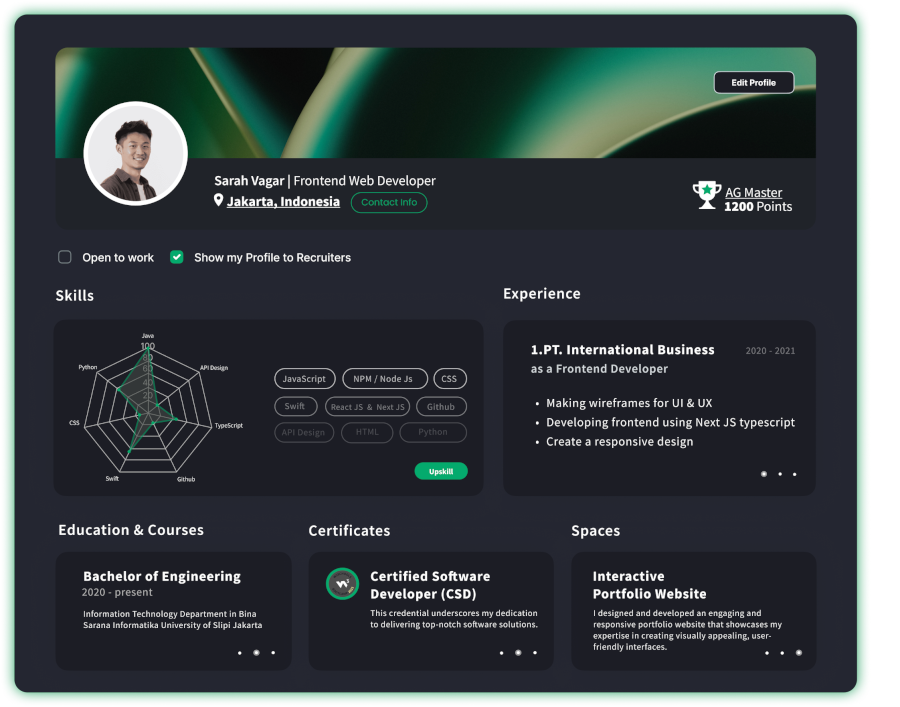 Edit Profile
Sarah Vagar | Frontend Web Developer
Jakarta, Indonesia
Contact Info
AG Master
1200 Points
Open to work
Show my Profile to Recruiters
Skills
Java
100
80
60
40
20
Python
API Design
CSS
TypeScript
Swift
Github
JavaScript
NPM / Node Js
CSS
Swift
React JS & Next JS
Github
API Design
HTML
Python
Upskill
Experience
1.PT. International Business
2020 - 2021
as a Frontend Developer
• Making wireframes for UI & UX
• Developing frontend using Next JS typescript
• Create a responsive design
Education & Courses
Bachelor of Engineering
2020 - present
Information Technology Department in Bina
Sarana Informatika University of Slipi Jakarta
Certificates
Certified Software
Developer (CSD)
This credential underscores my dedication
to delivering top-notch software solutions.
Spaces
Interactive
Portfolio Website
I designed and developed an engaging and
responsive portfolio website that showcases my
expertise in creating visually appealing, user-
friendly interfaces.